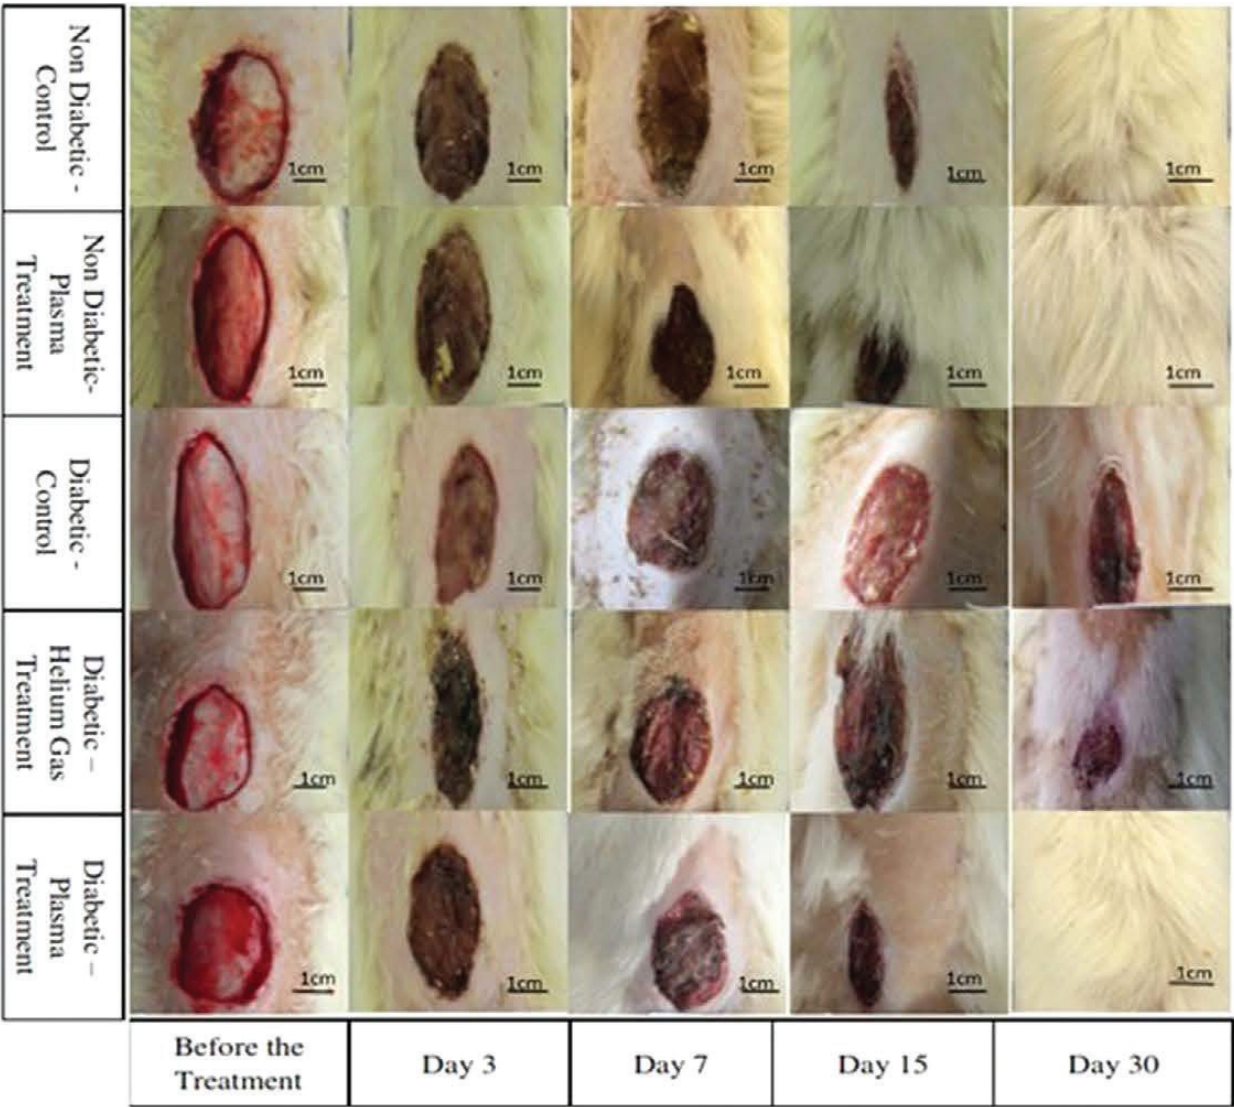 Non Diabetic -
Control
1cm
1cm
1cm
1cm
1cm
Non Diabetic-
Plasma
Treatment
1cm
1cm
1cm
1cm
1cm
Diabetic -
Control
1cm
1cm
1cm
1cm
1cm
Diabetic –
Helium Gas
Treatment
1cm
1cm
1cm
1cm
1cm
Diabetic –
Plasma
Treatment
1cm
1cm
1cm
1cm
1cm
Before the
Treatment
Day 3
Day 7
Day 15
Day 30